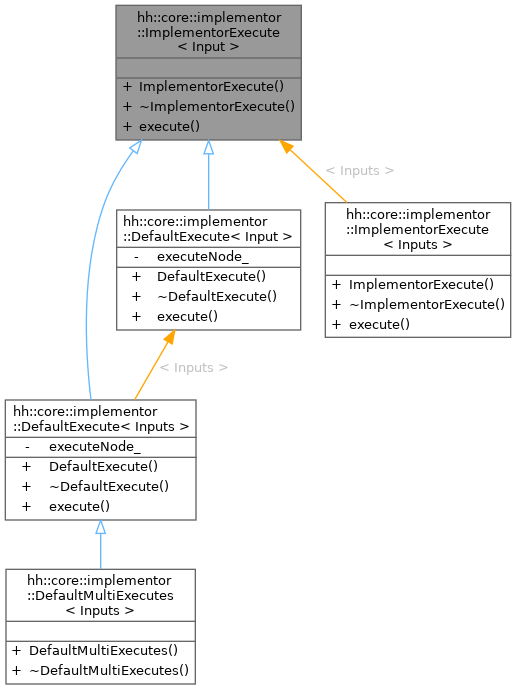 hh::core::implementor
::ImplementorExecute
< Input >
+ ImplementorExecute()
+ ~ImplementorExecute()
+ execute()
< Inputs >
hh::core::implementor
::DefaultExecute< Input >
- executeNode_
+ DefaultExecute()
+ ~DefaultExecute()
+ execute()
hh::core::implementor
::ImplementorExecute
< Inputs >
+ ImplementorExecute()
+ ~ImplementorExecute()
+ execute()
< Inputs >
hh::core::implementor
::DefaultExecute< Inputs >
- executeNode_
+ DefaultExecute()
+ ~DefaultExecute()
+ execute()
hh::core::implementor
::DefaultMultiExecutes
< Inputs >
+ DefaultMultiExecutes()
+ ~DefaultMultiExecutes()